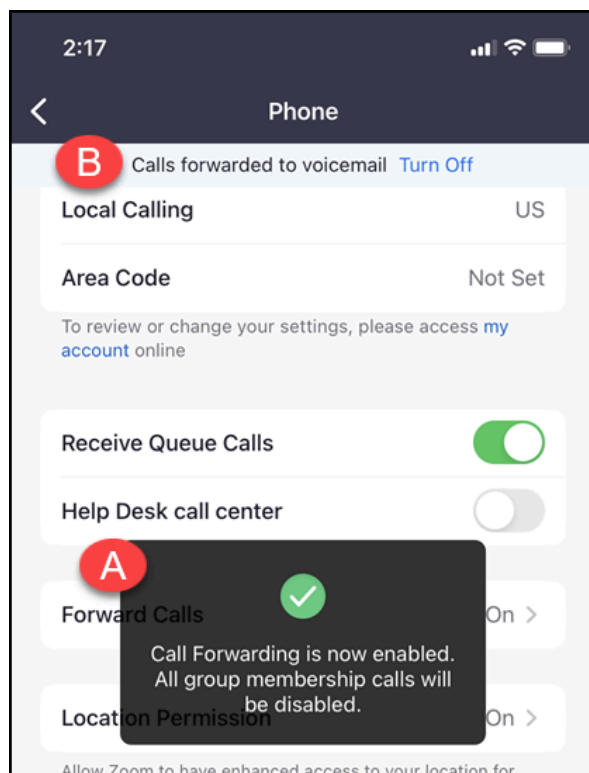 2:17
Phone
B
Calls forwarded to voicemail Turn Off
Local Calling US
Area Code Not Set
To review or change your settings, please access my
account online
Receive Queue Calls
Help Desk call center
A
Forward Calls On
Call Forwarding is now enabled.
All group membership calls will
be disabled.
Location Permission On
Allow Zoom to have enhanced access to your location for